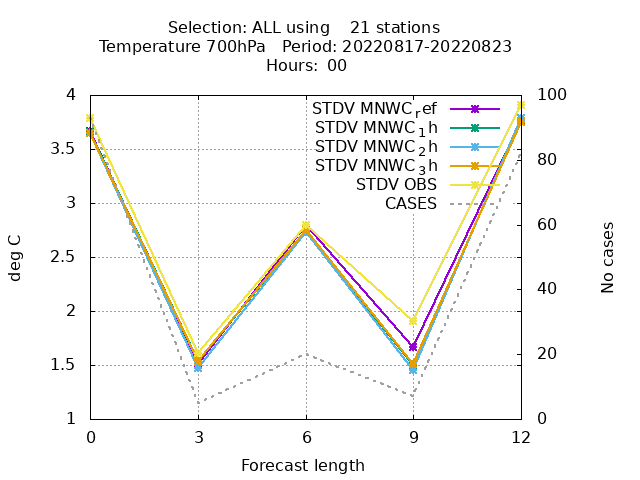 Selection: ALL using    21 stations
Temperature 700hPa   Period: 20220817-20220823
Hours: 00
STDV MNWC_ref
STDV MNWC_1h
STDV MNWC_2h
STDV MNWC_3h
STDV OBS
CASES
4
3.5
3
2.5
2
1.5
1
deg C
100
80
60
40
20
0
No cases
0 3 6 9 12
Forecast length